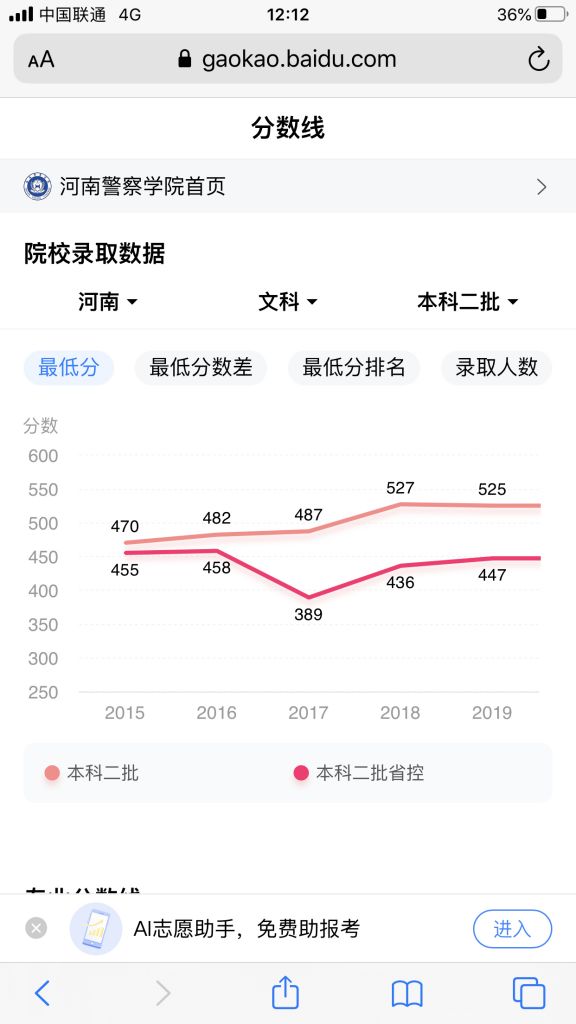 中国联通 4G 12:12 36%
AA gaokao.baidu.com
分数线
河南警察学院首页
院校录取数据
河南 文科 本科二批
最低分 最低分数差 最低分排名 录取人数
分数
600
550
500
450
400
350
300
250
470 482 487 527 525
455 458 389 436 447
2015 2016 2017 2018 2019
本科二批 本科二批省控
AI志愿助手，免费助报考 进入